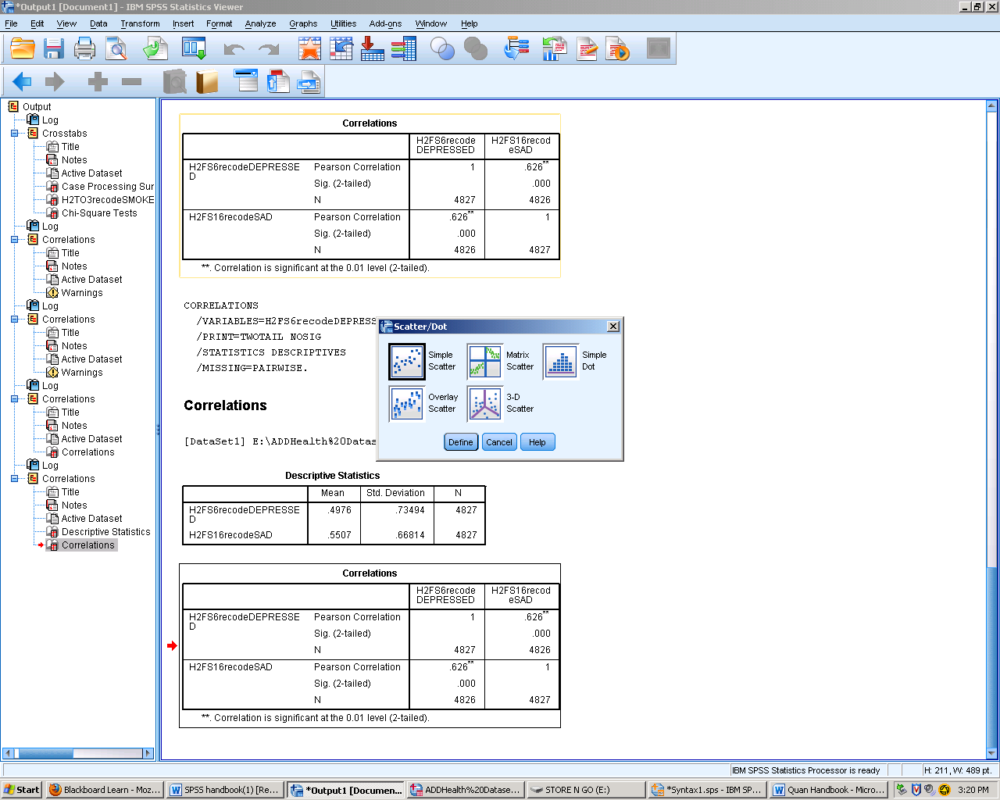 *Output1 [Document1] - IBM SPSS Statistics Viewer
File Edit View Data Transform Insert Format Analyze Graphs Utilities Add-ons Window Help
Output
Log
Crosstabs
Title
Notes
Active Dataset
Case Processing Sur
H2TO3recodeSMOKE
Chi-Square Tests
Log
Correlations
Title
Notes
Active Dataset
Warnings
Log
Correlations
Title
Notes
Active Dataset
Warnings
Log
Correlations
Title
Notes
Active Dataset
Correlations
Log
Correlations
Title
Notes
Active Dataset
Descriptive Statistics
Correlations
Correlations
H2FS6recode H2FS16recod
DEPRESSED eSAD
H2FS6recodeDEPRESSE Pearson Correlation 1 .626**
D
Sig. (2-tailed) .000
N 4827 4826
H2FS16recodeSAD Pearson Correlation .626** 1
Sig. (2-tailed) .000
N 4826 4827
**. Correlation is significant at the 0.01 level (2-tailed).
CORRELATIONS
/VARIABLES=H2FS6recodeDEPRESS
/PRINT=TWOTAIL NOSIG
/STATISTICS DESCRIPTIVES
/MISSING=PAIRWISE.
Correlations
[DataSet1] E:\ADDHealth%20Datas
Scatter/Dot
Simple Scatter
Matrix Scatter
Simple Dot
Overlay Scatter
3-D Scatter
Define Cancel Help
Descriptive Statistics
Mean Std. Deviation N
H2FS6recodeDEPRESSE .4976 .73494 4827
D
H2FS16recodeSAD .5507 .66814 4827
Correlations
H2FS6recode H2FS16recod
DEPRESSED eSAD
H2FS6recodeDEPRESSE Pearson Correlation 1 .626**
D
Sig. (2-tailed) .000
N 4827 4826
H2FS16recodeSAD Pearson Correlation .626** 1
Sig. (2-tailed) .000
N 4826 4827
**. Correlation is significant at the 0.01 level (2-tailed).
IBM SPSS Statistics Processor is ready H: 211, W: 489 pt.
Start Blackboard Learn - Moz... SPSS handbook(1) [Re... *Output1 [Documen... ADDHealth%20Datase... STORE N GO (E:) *Syntax1.sps - IBM SP... Quan Handbook - Micro... 3:20 PM